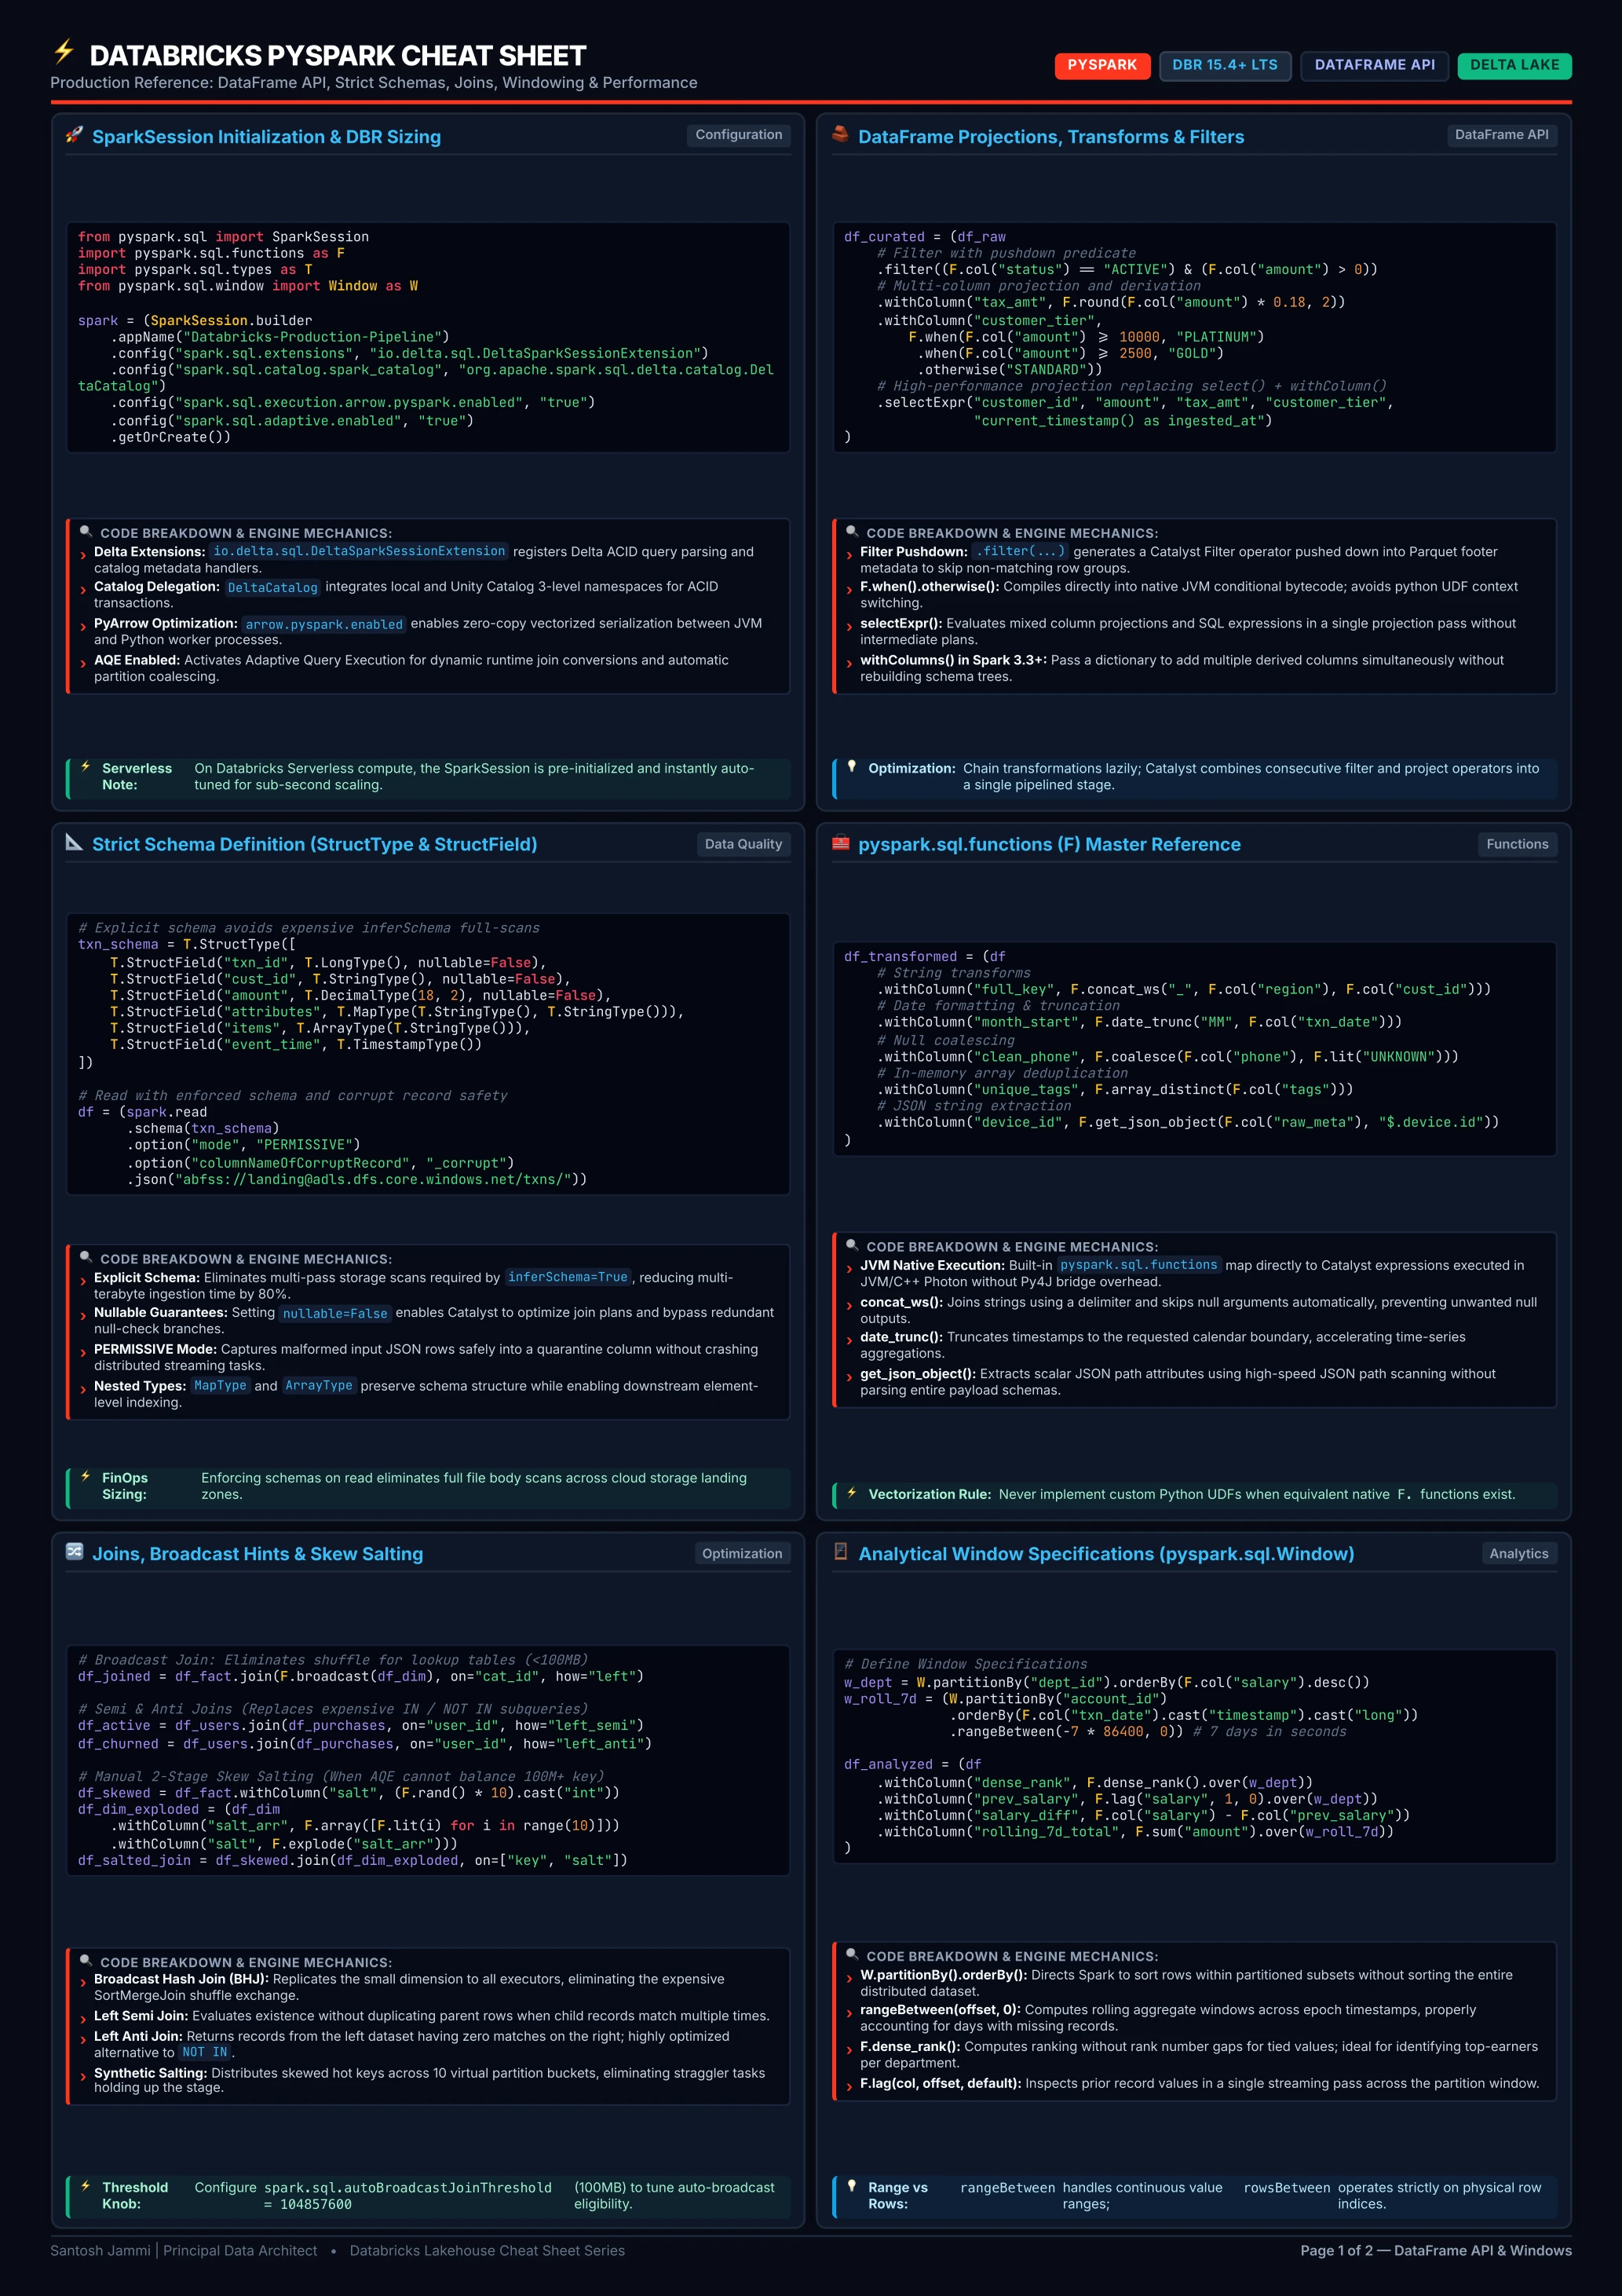 DATABRICKS PYSPARK CHEAT SHEET
Production Reference: DataFrame API, Strict Schemas, Joins, Windowing & Performance
PYSPARK
DBR 15.4+ LTS
DATAFRAME API
DELTA LAKE
SparkSession Initialization & DBR Sizing
Configuration
from pyspark.sql import SparkSession
import pyspark.sql.functions as F
import pyspark.sql.types as T
from pyspark.sql.window import Window as W
spark = (SparkSession.builder
    .appName("Databricks-Production-Pipeline")
    .config("spark.sql.extensions", "io.delta.sql.DeltaSparkSessionExtension")
    .config("spark.sql.catalog.spark_catalog", "org.apache.spark.sql.delta.catalog.Del
taCatalog")
    .config("spark.sql.execution.arrow.pyspark.enabled", "true")
    .config("spark.sql.adaptive.enabled", "true")
    .getOrCreate())
CODE BREAKDOWN & ENGINE MECHANICS:
› Delta Extensions: io.delta.sql.DeltaSparkSessionExtension registers Delta ACID query parsing and
catalog metadata handlers.
› Catalog Delegation: DeltaCatalog integrates local and Unity Catalog 3-level namespaces for ACID
transactions.
› PyArrow Optimization: arrow.pyspark.enabled enables zero-copy vectorized serialization between JVM
and Python worker processes.
› AQE Enabled: Activates Adaptive Query Execution for dynamic runtime join conversions and automatic
partition coalescing.
Serverless Note: On Databricks Serverless compute, the SparkSession is pre-initialized and instantly auto-
tuned for sub-second scaling.
DataFrame Projections, Transforms & Filters
DataFrame API
df_curated = (df_raw
    # Filter with pushdown predicate
    .filter((F.col("status") == "ACTIVE") & (F.col("amount") > 0))
    # Multi-column projection and derivation
    .withColumn("tax_amt", F.round(F.col("amount") * 0.18, 2))
    .withColumn("customer_tier",
        F.when(F.col("amount") >= 10000, "PLATINUM")
         .when(F.col("amount") >= 2500, "GOLD")
         .otherwise("STANDARD"))
    # High-performance projection replacing select() + withColumn()
    .selectExpr("customer_id", "amount", "tax_amt", "customer_tier",
                "current_timestamp() as ingested_at")
)
CODE BREAKDOWN & ENGINE MECHANICS:
› Filter Pushdown: .filter(...) generates a Catalyst Filter operator pushed down into Parquet footer
metadata to skip non-matching row groups.
› F.when().otherwise(): Compiles directly into native JVM conditional bytecode; avoids python UDF context
switching.
› selectExpr(): Evaluates mixed column projections and SQL expressions in a single projection pass without
intermediate plans.
› withColumns() in Spark 3.3+: Pass a dictionary to add multiple derived columns simultaneously without
rebuilding schema trees.
Optimization: Chain transformations lazily; Catalyst combines consecutive filter and project operators into
a single pipelined stage.
Strict Schema Definition (StructType & StructField)
Data Quality
# Explicit schema avoids expensive inferSchema full-scans
txn_schema = T.StructType([
    T.StructField("txn_id", T.LongType(), nullable=False),
    T.StructField("cust_id", T.StringType(), nullable=False),
    T.StructField("amount", T.DecimalType(18, 2), nullable=False),
    T.StructField("attributes", T.MapType(T.StringType(), T.StringType())),
    T.StructField("items", T.ArrayType(T.StringType())),
    T.StructField("event_time", T.TimestampType())
])
# Read with enforced schema and corrupt record safety
df = (spark.read
      .schema(txn_schema)
      .option("mode", "PERMISSIVE")
      .option("columnNameOfCorruptRecord", "_corrupt")
      .json("abfss://landing@adls.dfs.core.windows.net/txns/"))
CODE BREAKDOWN & ENGINE MECHANICS:
› Explicit Schema: Eliminates multi-pass storage scans required by inferSchema=True, reducing multi-
terabyte ingestion time by 80%.
› Nullable Guarantees: Setting nullable=False enables Catalyst to optimize join plans and bypass redundant
null-check branches.
› PERMISSIVE Mode: Captures malformed input JSON rows safely into a quarantine column without crashing
distributed streaming tasks.
› Nested Types: MapType and ArrayType preserve schema structure while enabling downstream element-
level indexing.
FinOps Sizing: Enforcing schemas on read eliminates full file body scans across cloud storage landing
zones.
pyspark.sql.functions (F) Master Reference
Functions
df_transformed = (df
    # String transforms
    .withColumn("full_key", F.concat_ws("_", F.col("region"), F.col("cust_id")))
    # Date formatting & truncation
    .withColumn("month_start", F.date_trunc("MM", F.col("txn_date")))
    # Null coalescing
    .withColumn("clean_phone", F.coalesce(F.col("phone"), F.lit("UNKNOWN")))
    # In-memory array deduplication
    .withColumn("unique_tags", F.array_distinct(F.col("tags")))
    # JSON string extraction
    .withColumn("device_id", F.get_json_object(F.col("raw_meta"), "$.device.id"))
)
CODE BREAKDOWN & ENGINE MECHANICS:
› JVM Native Execution: Built-in pyspark.sql.functions map directly to Catalyst expressions executed in
JVM/C++ Photon without Py4J bridge overhead.
› concat_ws(): Joins strings using a delimiter and skips null arguments automatically, preventing unwanted null
outputs.
› date_trunc(): Truncates timestamps to the requested calendar boundary, accelerating time-series
aggregations.
› get_json_object(): Extracts scalar JSON path attributes using high-speed JSON path scanning without
parsing entire payload schemas.
Vectorization Rule: Never implement custom Python UDFs when equivalent native F. functions exist.
Joins, Broadcast Hints & Skew Salting
Optimization
# Broadcast Join: Eliminates shuffle for lookup tables (<100MB)
df_joined = df_fact.join(F.broadcast(df_dim), on="cat_id", how="left")
# Semi & Anti Joins (Replaces expensive IN / NOT IN subqueries)
df_active = df_users.join(df_purchases, on="user_id", how="left_semi")
df_churned = df_users.join(df_purchases, on="user_id", how="left_anti")
# Manual 2-Stage Skew Salting (When AQE cannot balance 100M+ key)
df_skewed = df_fact.withColumn("salt", (F.rand() * 10).cast("int"))
df_dim_exploded = (df_dim
    .withColumn("salt_arr", F.array([F.lit(i) for i in range(10)]))
    .withColumn("salt", F.explode("salt_arr")))
df_salted_join = df_skewed.join(df_dim_exploded, on=["key", "salt"])
CODE BREAKDOWN & ENGINE MECHANICS:
› Broadcast Hash Join (BHJ): Replicates the small dimension to all executors, eliminating the expensive
SortMergeJoin shuffle exchange.
› Left Semi Join: Evaluates existence without duplicating parent rows when child records match multiple times.
› Left Anti Join: Returns records from the left dataset having zero matches on the right; highly optimized
alternative to NOT IN.
› Synthetic Salting: Distributes skewed hot keys across 10 virtual partition buckets, eliminating straggler tasks
holding up the stage.
Threshold Knob: Configure spark.sql.autoBroadcastJoinThreshold = 104857600 (100MB) to tune auto-broadcast
eligibility.
Analytical Window Specifications (pyspark.sql.Window)
Analytics
# Define Window Specifications
w_dept = W.partitionBy("dept_id").orderBy(F.col("salary").desc())
w_roll_7d = (W.partitionBy("account_id")
             .orderBy(F.col("txn_date").cast("timestamp").cast("long"))
             .rangeBetween(-7 * 86400, 0)) # 7 days in seconds
df_analyzed = (df
    .withColumn("dense_rank", F.dense_rank().over(w_dept))
    .withColumn("prev_salary", F.lag("salary", 1, 0).over(w_dept))
    .withColumn("salary_diff", F.col("salary") - F.col("prev_salary"))
    .withColumn("rolling_7d_total", F.sum("amount").over(w_roll_7d))
)
CODE BREAKDOWN & ENGINE MECHANICS:
› W.partitionBy().orderBy(): Directs Spark to sort rows within partitioned subsets without sorting the entire
distributed dataset.
› rangeBetween(offset, 0): Computes rolling aggregate windows across epoch timestamps, properly
accounting for days with missing records.
› F.dense_rank(): Computes ranking without rank number gaps for tied values; ideal for identifying top-earners
per department.
› F.lag(col, offset, default): Inspects prior record values in a single streaming pass across the partition window.
Range vs Rows: rangeBetween handles continuous value ranges; rowsBetween operates strictly on physical row
indices.
Santosh Jammi | Principal Data Architect • Databricks Lakehouse Cheat Sheet Series
Page 1 of 2 — DataFrame API & Windows